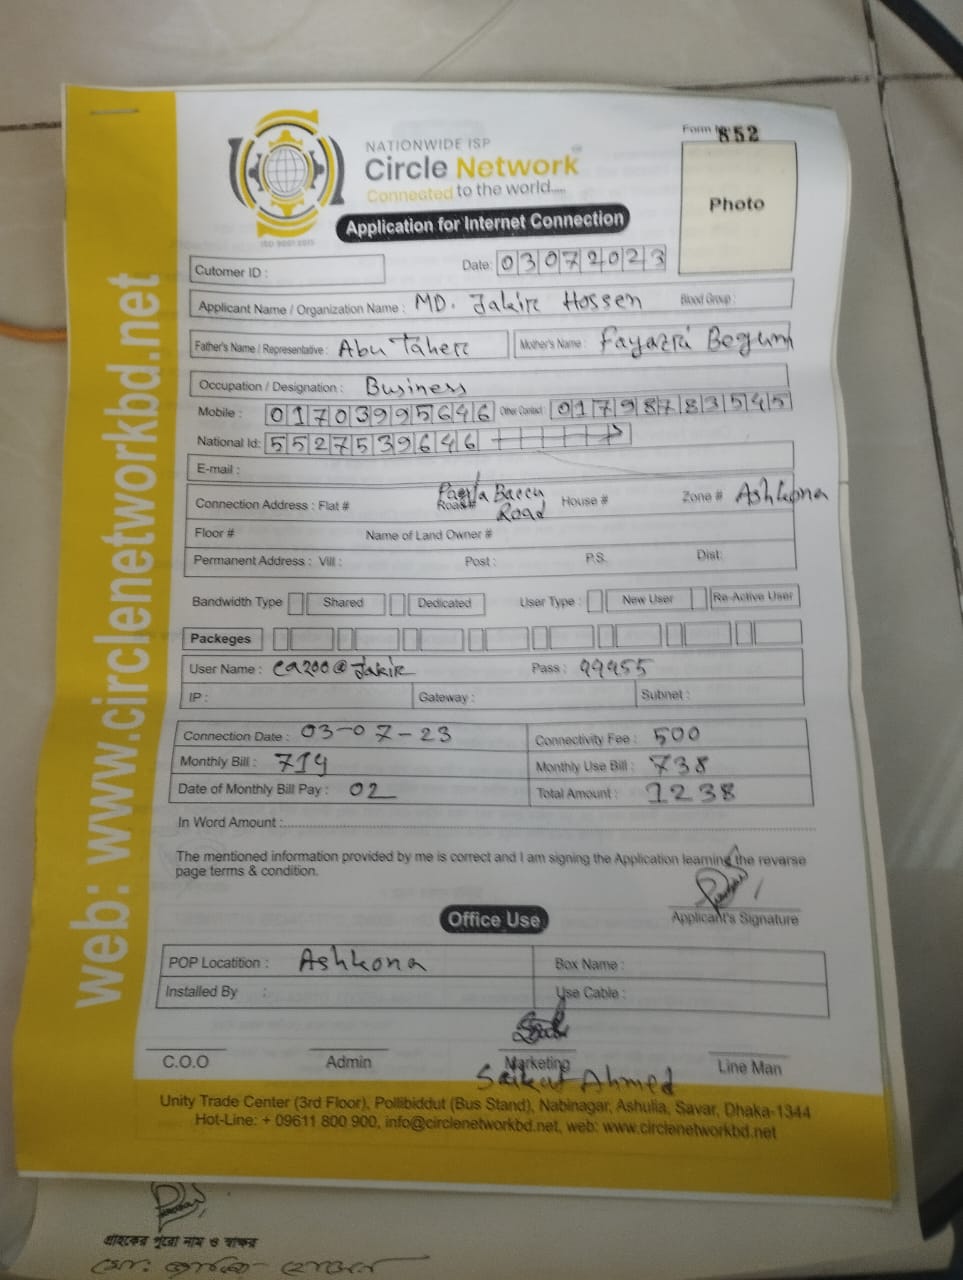 web: www.circlenetworkbd.net
NATIONWIDE ISP
Circle Network
Connected to the world.....
ISO 9001:2015
Form 852
Photo
Application for Internet Connection
Cutomer ID :
Date: 03072023
Applicant Name / Organization Name : MD. Jakir Hossen Blood Group :
Father's Name / Representative : Abu Taher Mother's Name : Begum
Occupation / Designation : Business
Mobile : 01703995646 Other Contact 01798783545
National Id: 5527539646
E-mail :
Connection Address : Flat # Road# Road House # Zone # Ashkona
Floor # Name of Land Owner #
Permanent Address : Vill : Post : P.S. Dist:
Bandwidth Type Shared Dedicated User Type : New User Re-Active User
Packeges
User Name : ca200@Jakir Pass : 99955
IP : Gateway : Subnet :
Connection Date : 03-07-23 Connectivity Fee : 500
Monthly Bill : 714 Monthly Use Bill : 738
Date of Monthly Bill Pay : 02 Total Amount : 1238
In Word Amount :
The mentioned information provided by me is correct and I am signing the Application learning the reverse
page terms & condition.
Applicant's Signature
Office Use
POP Locatition : Ashkona Box Name :
Installed By : Use Cable :
C.O.O Admin Marketing Line Man
Saikat Ahmed
Unity Trade Center (3rd Floor), Pollibiddut (Bus Stand), Nabinagar, Ashulia, Savar, Dhaka-1344
Hot-Line: + 09611 800 900, info@circlenetworkbd.net, web: www.circlenetworkbd.net
গ্রাহকের পুরো নাম ও স্বাক্ষর